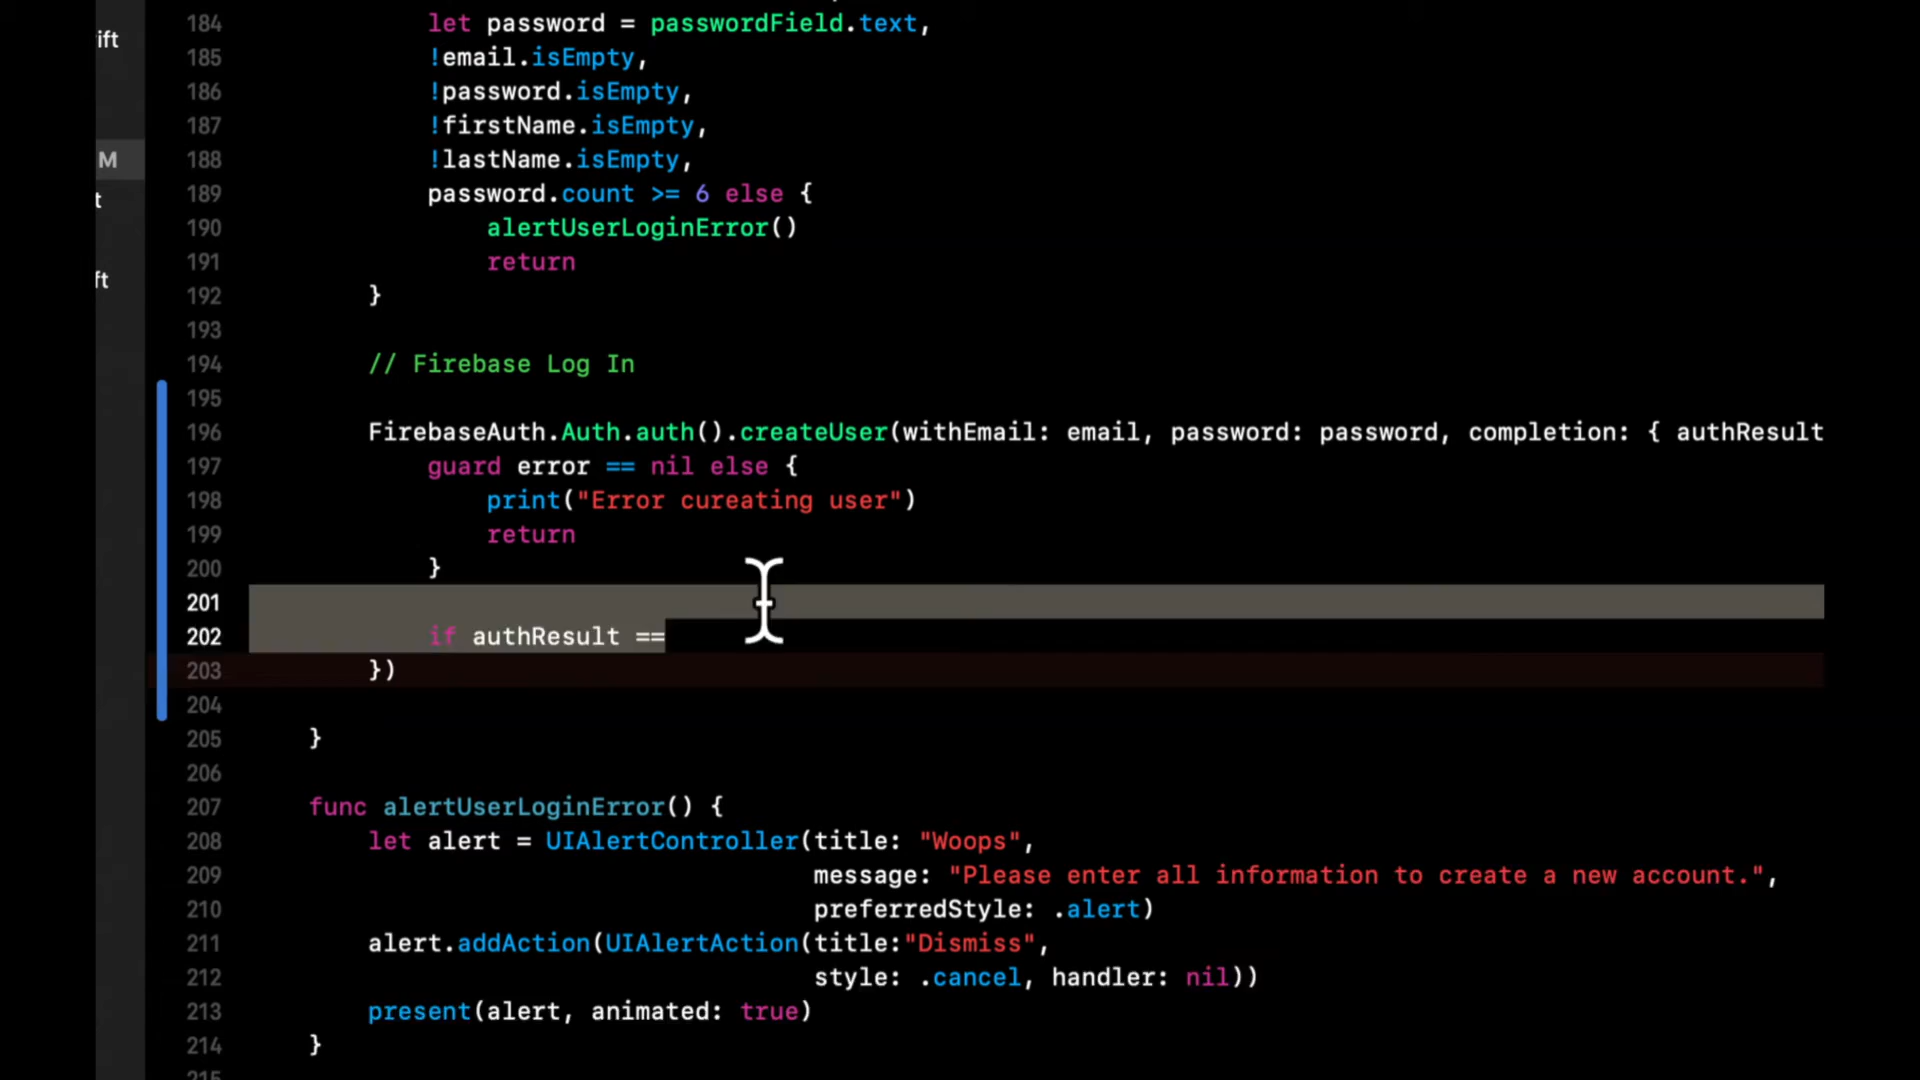 184 let password = passwordField.text,
ift
185 !email.isEmpty,
186 !password.isEmpty,
187 !firstName.isEmpty,
M 188 !lastName.isEmpty,
t 189 password.count >= 6 else {
190 alertUserLoginError()
191 return
ft
192 }
193
194 // Firebase Log In
195
196 FirebaseAuth.Auth.auth().createUser(withEmail: email, password: password, completion: { authResult
197 guard error == nil else {
198 print("Error cureating user")
199 return
200 }
201
202 if authResult ==
203 })
204
205 }
206
207 func alertUserLoginError() {
208 let alert = UIAlertController(title: "Woops",
209 message: "Please enter all information to create a new account.",
210 preferredStyle: .alert)
211 alert.addAction(UIAlertAction(title:"Dismiss",
212 style: .cancel, handler: nil))
213 present(alert, animated: true)
214 }
215